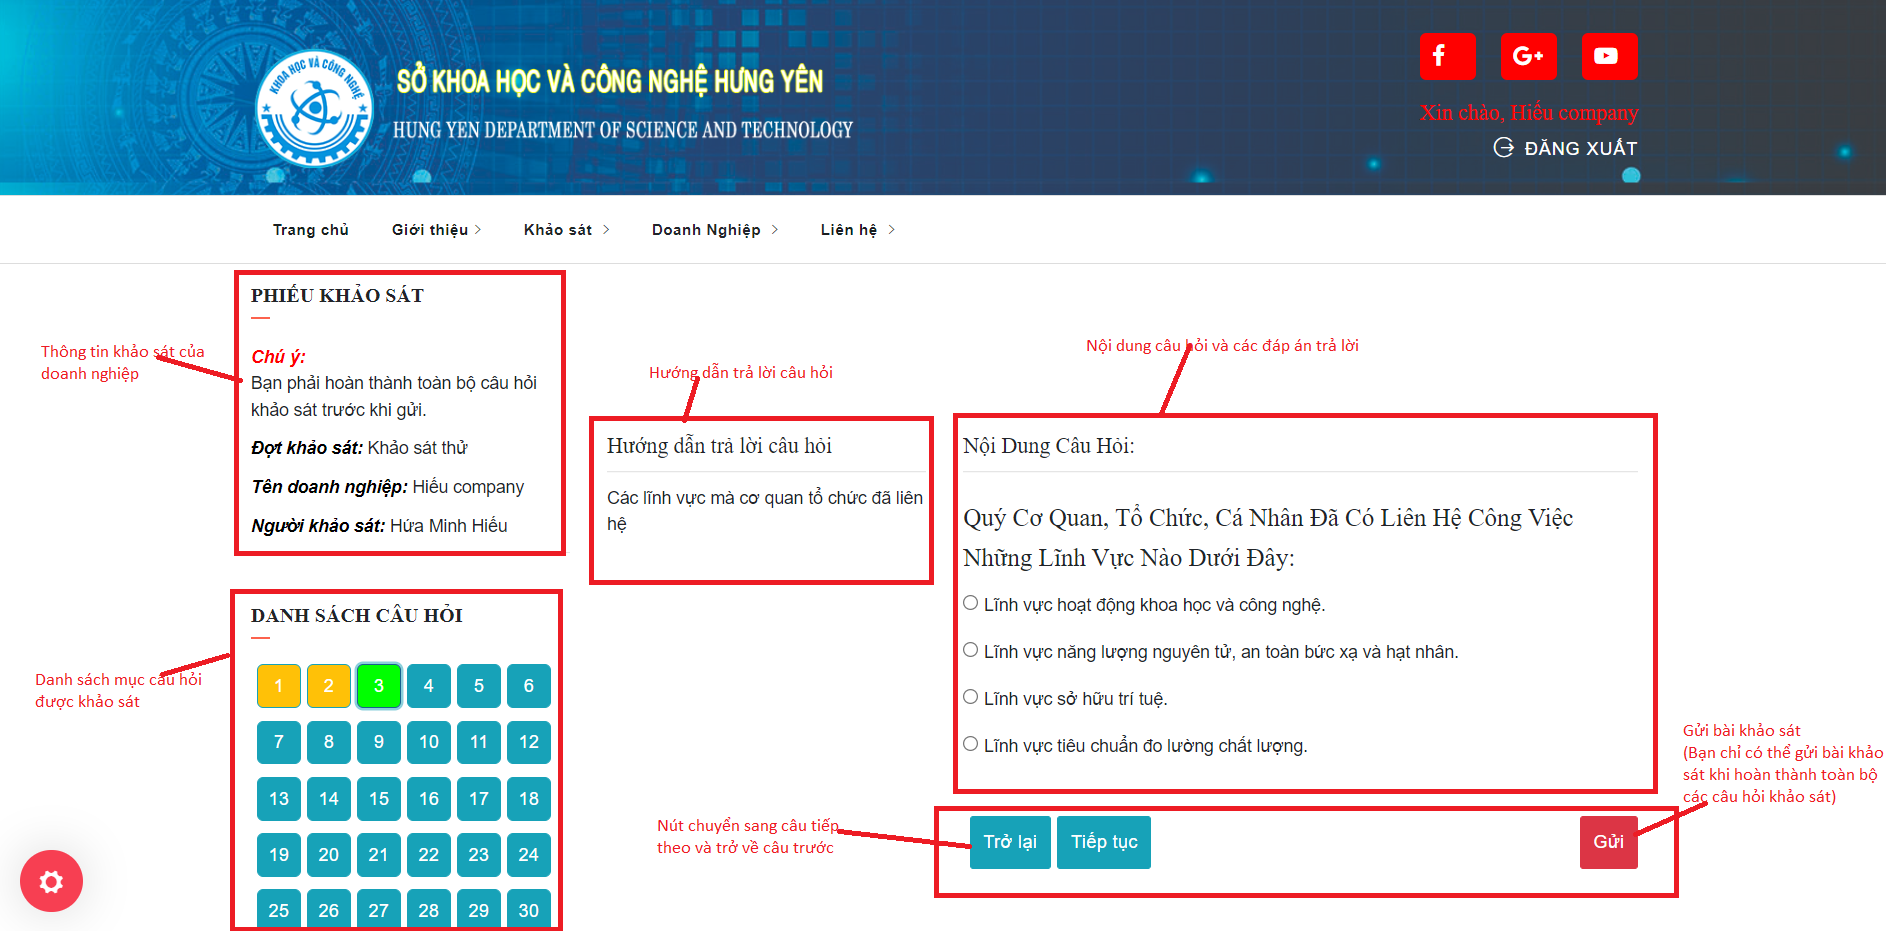 KHOA HỌC VÀ CÔNG NGHỆ
SỞ KHOA HỌC VÀ CÔNG NGHỆ HƯNG YÊN
HUNG YEN DEPARTMENT OF SCIENCE AND TECHNOLOGY
Xin chào, Hiếu company
ĐĂNG XUẤT
Trang chủ
Giới thiệu
Khảo sát
Doanh Nghiệp
Liên hệ
Thông tin khảo sát của
doanh nghiệp
PHIẾU KHẢO SÁT
Chú ý:
Bạn phải hoàn thành toàn bộ câu hỏi
khảo sát trước khi gửi.
Đợt khảo sát: Khảo sát thử
Tên doanh nghiệp: Hiếu company
Người khảo sát: Hứa Minh Hiếu
Hướng dẫn trả lời câu hỏi
Hướng dẫn trả lời câu hỏi
Các lĩnh vực mà cơ quan tổ chức đã liên
hệ
Nội dung câu hỏi và các đáp án trả lời
Nội Dung Câu Hỏi:
Quý Cơ Quan, Tổ Chức, Cá Nhân Đã Có Liên Hệ Công Việc
Những Lĩnh Vực Nào Dưới Đây:
Lĩnh vực hoạt động khoa học và công nghệ.
Lĩnh vực năng lượng nguyên tử, an toàn bức xạ và hạt nhân.
Lĩnh vực sở hữu trí tuệ.
Lĩnh vực tiêu chuẩn đo lường chất lượng.
Danh sách mục câu hỏi
được khảo sát
DANH SÁCH CÂU HỎI
1 2 3 4 5 6
7 8 9 10 11 12
13 14 15 16 17 18
19 20 21 22 23 24
25 26 27 28 29 30
Nút chuyển sang câu tiếp
theo và trở về câu trước
Trở lại
Tiếp tục
Gửi
Gửi bài khảo sát
(Bạn chỉ có thể gửi bài khảo
sát khi hoàn thành toàn bộ
các câu hỏi khảo sát)